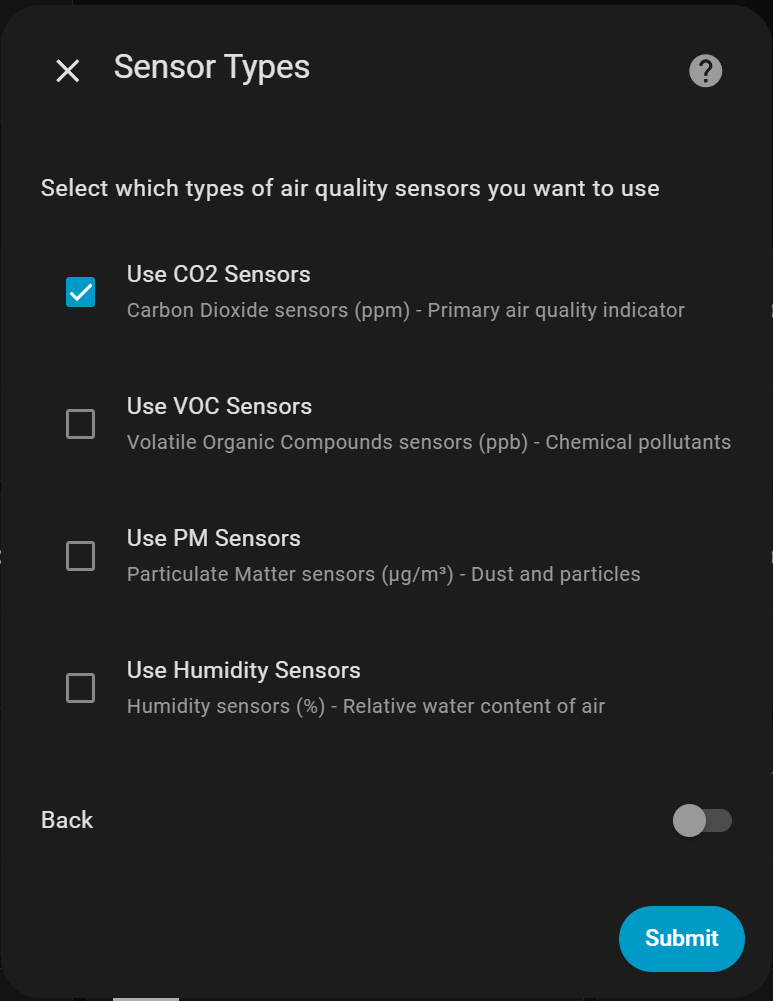 Sensor Types
Select which types of air quality sensors you want to use
Use CO2 Sensors
Carbon Dioxide sensors (ppm) - Primary air quality indicator
Use VOC Sensors
Volatile Organic Compounds sensors (ppb) - Chemical pollutants
Use PM Sensors
Particulate Matter sensors (µg/m³) - Dust and particles
Use Humidity Sensors
Humidity sensors (%) - Relative water content of air
Back
Submit